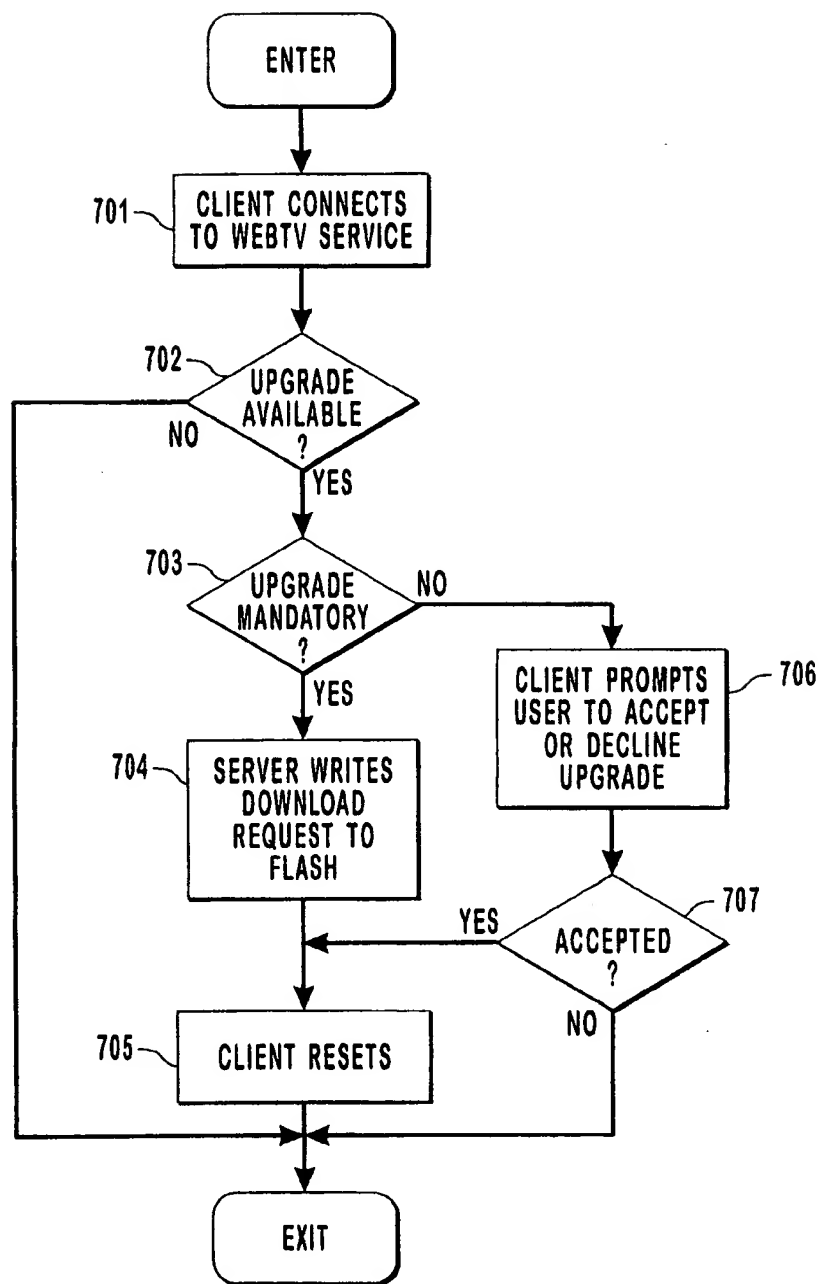 ENTER
701
CLIENT CONNECTS
TO WEBTV SERVICE
702
UPGRADE
AVAILABLE
?
NO
YES
703
UPGRADE
MANDATORY
?
NO
YES
706
CLIENT PROMPTS
USER TO ACCEPT
OR DECLINE
UPGRADE
704
SERVER WRITES
DOWNLOAD
REQUEST TO
FLASH
707
YES
ACCEPTED
?
NO
705
CLIENT RESETS
EXIT